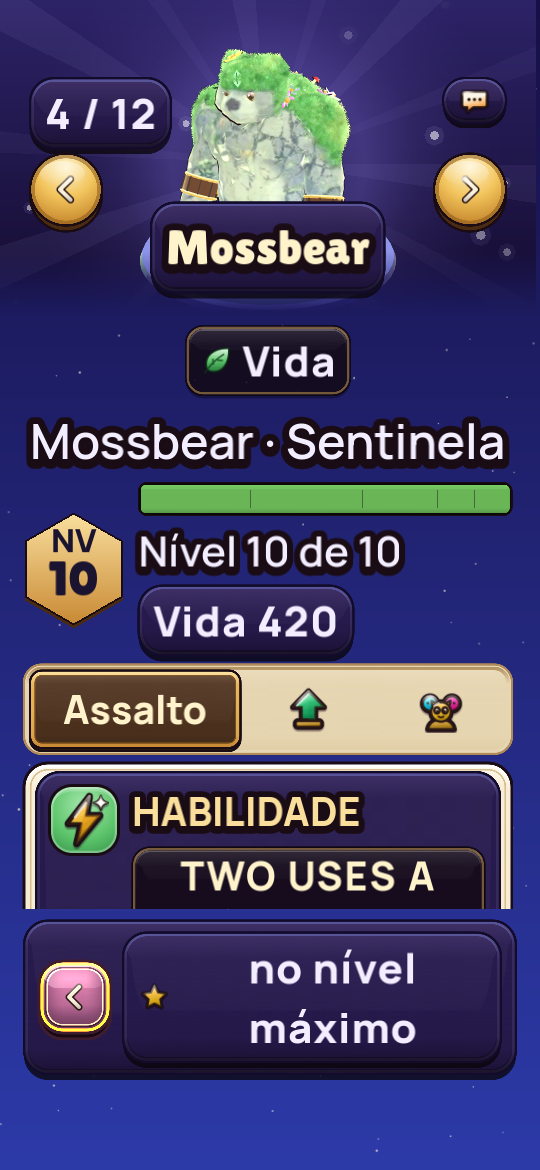 4 / 12
Mossbear
Vida
Mossbear · Sentinela
NV
10
Nível 10 de 10
Vida 420
Assalto
HABILIDADE
TWO USES A
no nível
máximo